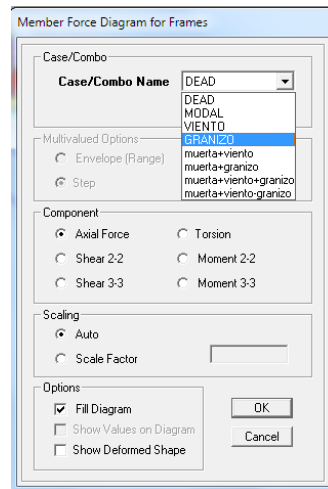 Member Force Diagram for Frames
Case/Combo
Case/Combo Name DEAD
DEAD
MODAL
VIENTO
GRANIZO
muerta+viento
muerta+granizo
muerta+viento+granizo
muerta+viento-granizo
Multivalued Options
Envelope (Range)
Step
Component
Axial Force Torsion
Shear 2-2 Moment 2-2
Shear 3-3 Moment 3-3
Scaling
Auto
Scale Factor
Options
Fill Diagram
Show Values on Diagram
Show Deformed Shape
OK
Cancel